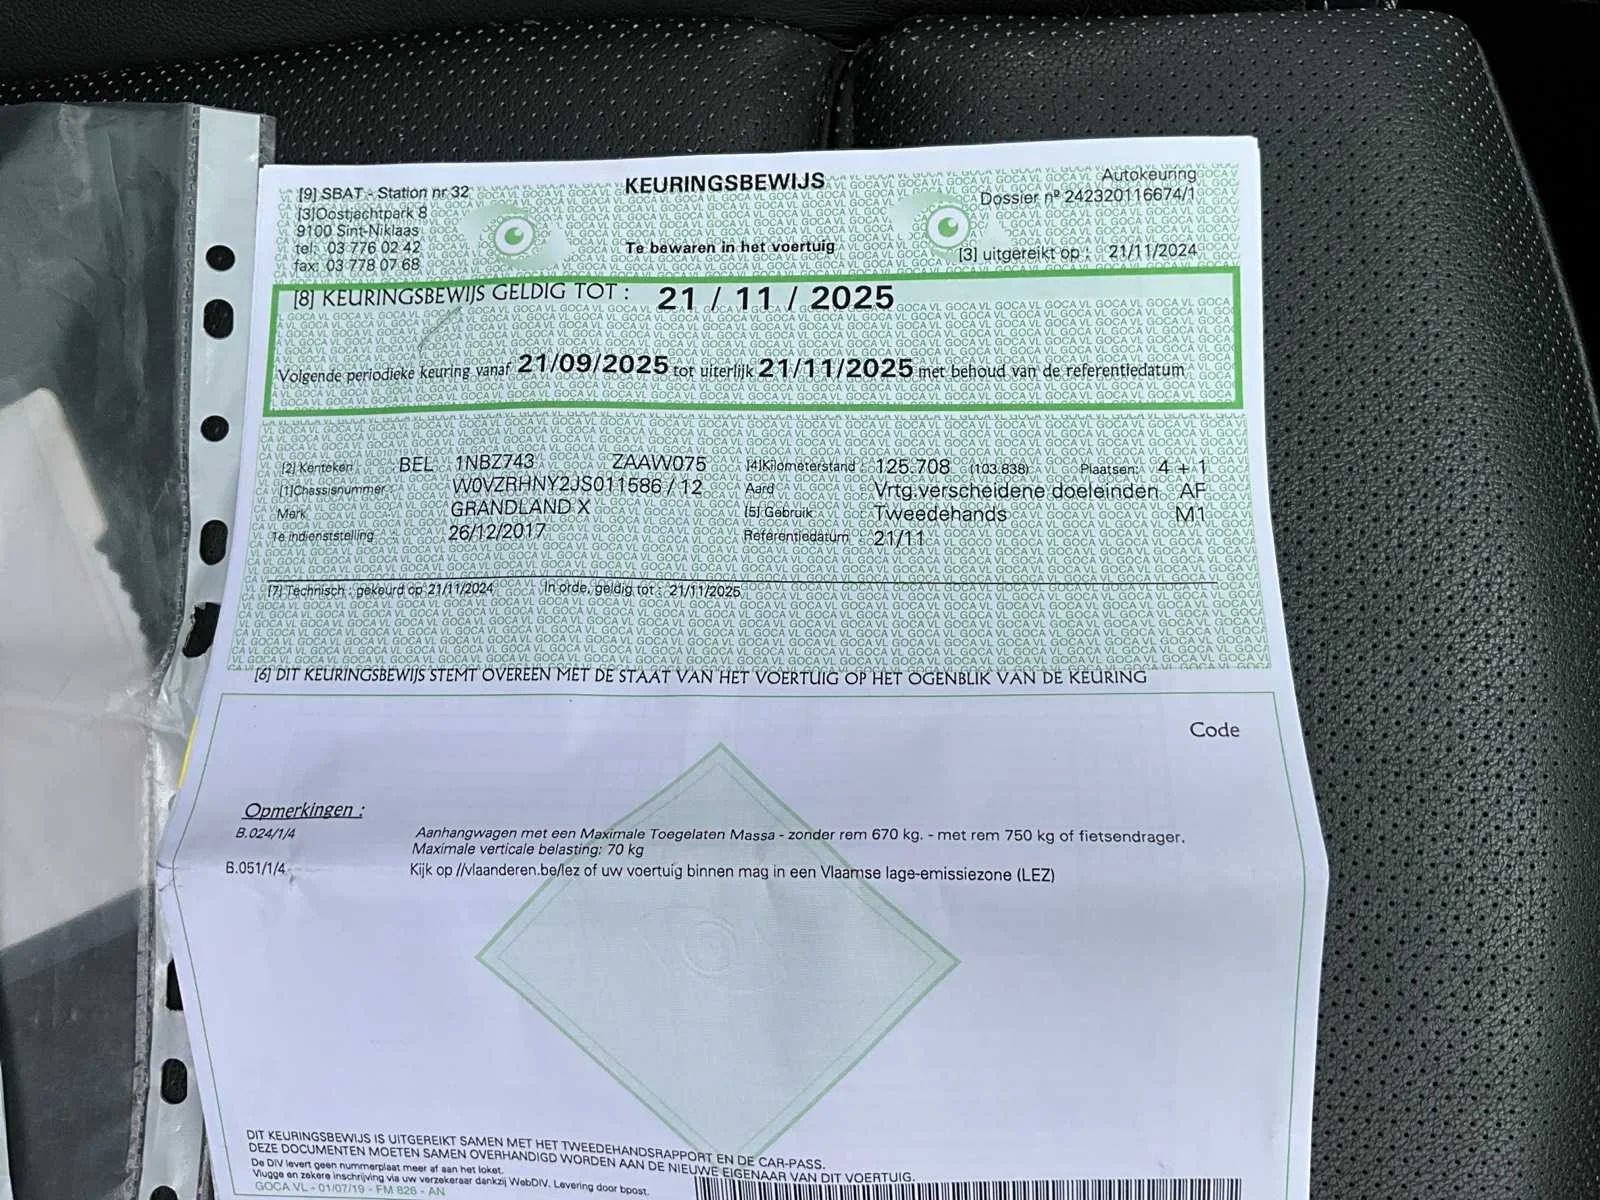 [9] SBAT - Station nr 32
KEURINGSBEWIJS
Autokeuring
[3]Oostjachtpark 8
Dossier nº 242320116674/1
9100 Sint-Niklaas
tel: 03 776 02 42
Te bewaren in het voertuig
fax: 03 778 07 68
[3] uitgereikt op : 21/11/2024
[8] KEURINGSBEWIJS GELDIG TOT : 21 / 11 / 2025
Volgende periodieke keuring vanaf 21/09/2025 tot uiterlijk 21/11/2025 met behoud van de referentiedatum
[2] Kenteken BEL 1NBZ743 ZAAW075 [4]Kilometerstand : 125.708 (103.838) Plaatsen: 4 + 1
[1]Chassisnummer W0VZRHNY2JS011586 / 12 Aard Vrtg.verscheidene doeleinden AF
Merk GRANDLAND X [5] Gebruik Tweedehands M1
1e indienststelling 26/12/2017 Referentiedatum 21/11
[7] Technisch : gekeurd op 21/11/2024 In orde, geldig tot : 21/11/2025
[6] DIT KEURINGSBEWIJS STEMT OVEREEN MET DE STAAT VAN HET VOERTUIG OP HET OGENBLIK VAN DE KEURING
Code
Opmerkingen :
B.024/1/4 Aanhangwagen met een Maximale Toegelaten Massa - zonder rem 670 kg. - met rem 750 kg of fietsendrager.
Maximale verticale belasting: 70 kg
B.051/1/4 Kijk op //vlaanderen.be/lez of uw voertuig binnen mag in een Vlaamse lage-emissiezone (LEZ)
DIT KEURINGSBEWIJS IS UITGEREIKT SAMEN MET HET TWEEDEHANDSRAPPORT EN DE CAR-PASS.
DEZE DOCUMENTEN MOETEN SAMEN OVERHANDIGD WORDEN AAN DE NIEUWE EIGENAAR VAN DIT VOERTUIG.
De DIV levert geen nummerplaat meer af aan het loket.
Vlugge en zekere inschrijving via uw verzekeraar dankzij WebDIV. Levering door bpost.
GOCA VL - 01/07/19 - FM 826 - AN